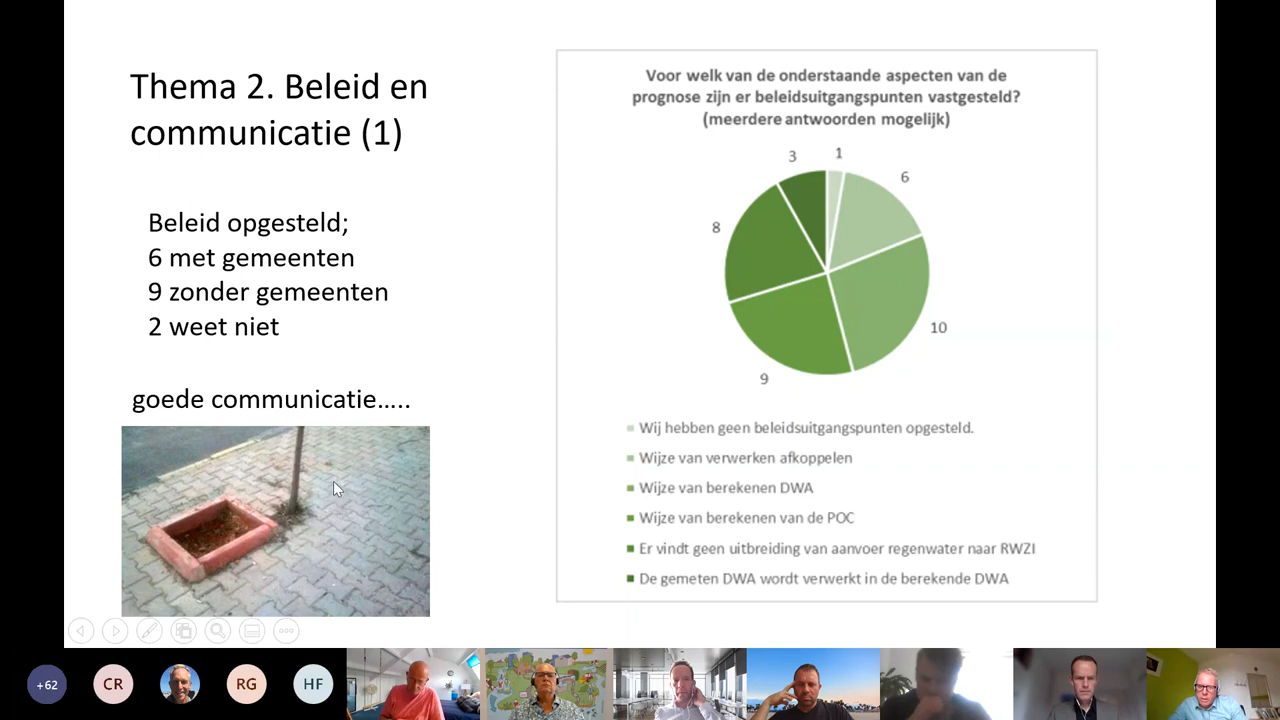 Thema 2. Beleid en
communicatie (1)
Beleid opgesteld;
6 met gemeenten
9 zonder gemeenten
2 weet niet
goede communicatie.....
Voor welk van de onderstaande aspecten van de
prognose zijn er beleidsuitgangspunten vastgesteld?
(meerdere antwoorden mogelijk)
3
1
6
8
10
9
Wij hebben geen beleidsuitgangspunten opgesteld.
Wijze van verwerken afkoppelen
Wijze van berekenen DWA
Wijze van berekenen van de POC
Er vindt geen uitbreiding van aanvoer regenwater naar RWZI
De gemeten DWA wordt verwerkt in de berekende DWA
+62
CR
RG
HF